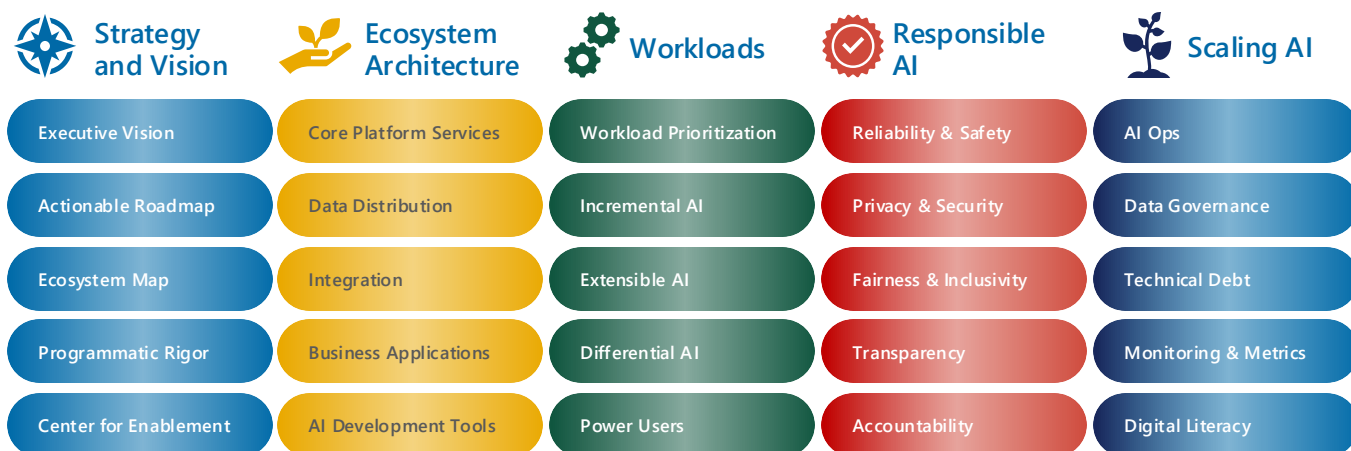 Strategy
and Vision
Executive Vision
Actionable Roadmap
Ecosystem Map
Programmatic Rigor
Center for Enablement
Ecosystem
Architecture
Core Platform Services
Data Distribution
Integration
Business Applications
AI Development Tools
Workloads
Workload Prioritization
Incremental AI
Extensible AI
Differential AI
Power Users
Responsible
AI
Reliability & Safety
Privacy & Security
Fairness & Inclusivity
Transparency
Accountability
Scaling AI
AI Ops
Data Governance
Technical Debt
Monitoring & Metrics
Digital Literacy